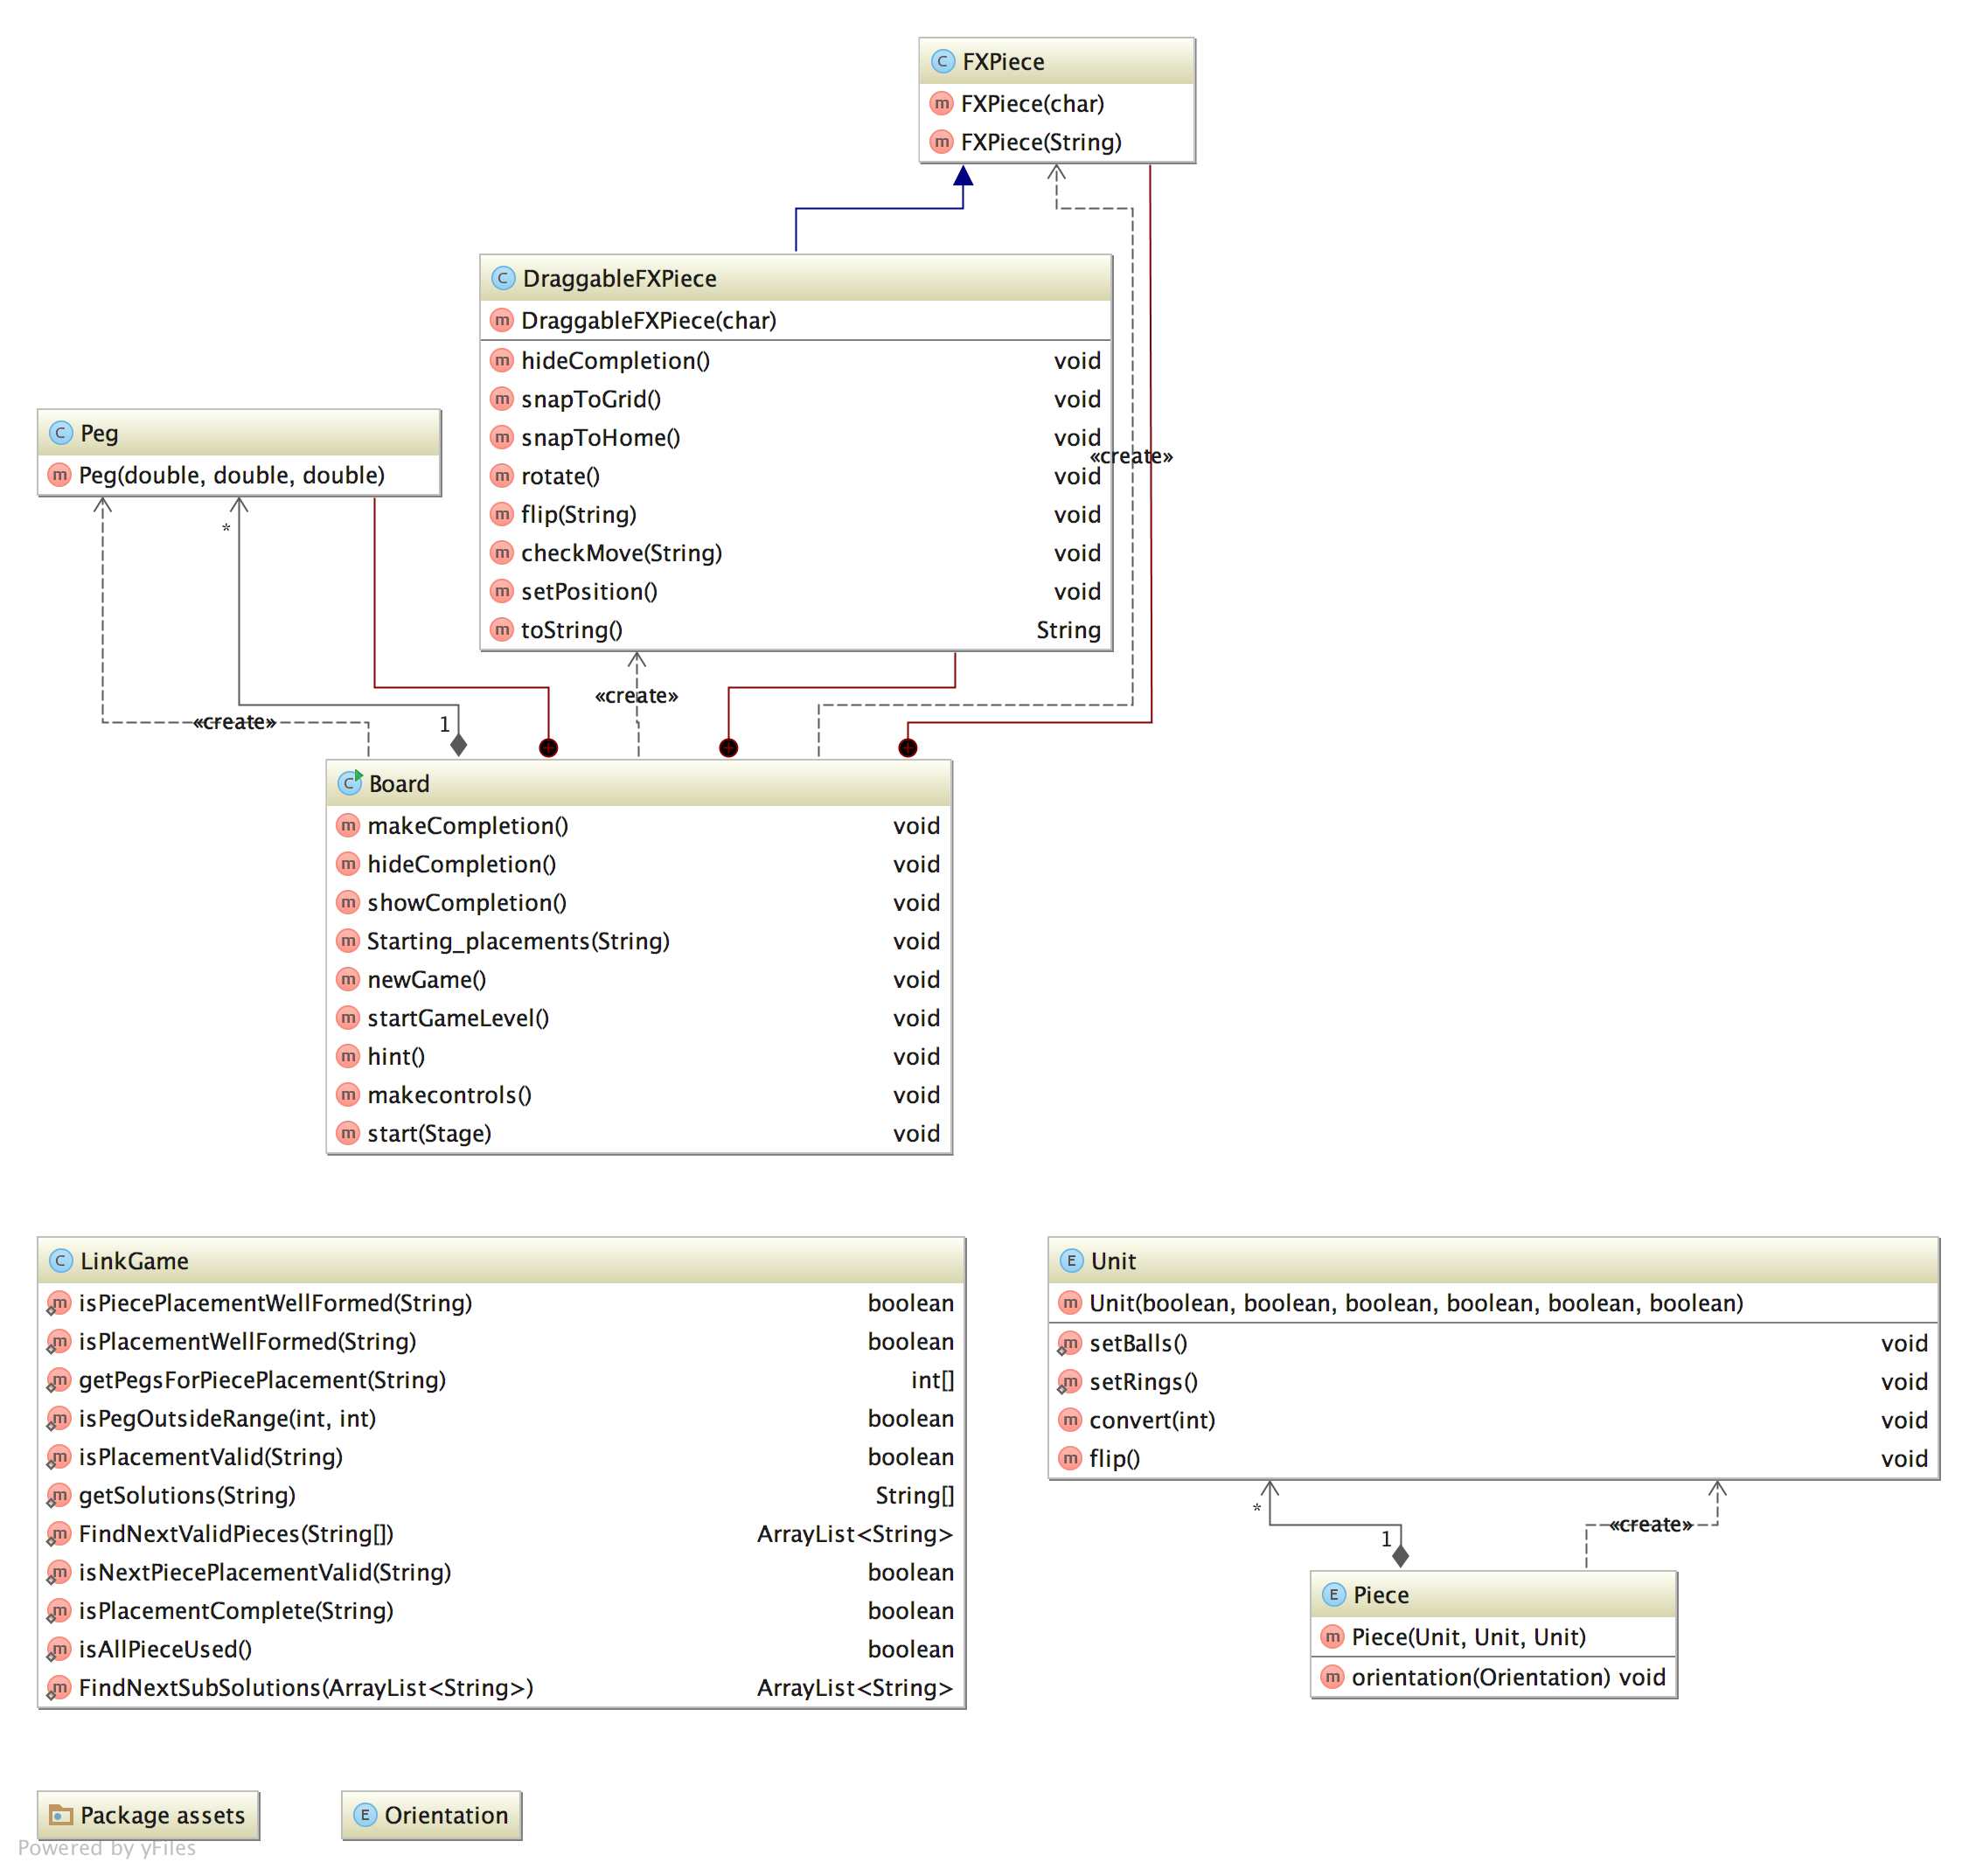 FXPiece
FXPiece(char)
FXPiece(String)
DraggableFXPiece
DraggableFXPiece(char)
hideCompletion() void
snapToGrid() void
snapToHome() void
rotate() void
flip(String) void
checkMove(String) void
setPosition() void
toString() String
«create»
Peg
Peg(double, double, double)
*
«create»
1
«create»
Board
makeCompletion() void
hideCompletion() void
showCompletion() void
Starting_placements(String) void
newGame() void
startGameLevel() void
hint() void
makecontrols() void
start(Stage) void
LinkGame
isPiecePlacementWellFormed(String) boolean
isPlacementWellFormed(String) boolean
getPegsForPiecePlacement(String) int[]
isPegOutsideRange(int, int) boolean
isPlacementValid(String) boolean
getSolutions(String) String[]
FindNextValidPieces(String[]) ArrayList<String>
isNextPiecePlacementValid(String) boolean
isPlacementComplete(String) boolean
isAllPieceUsed() boolean
FindNextSubSolutions(ArrayList<String>) ArrayList<String>
Unit
Unit(boolean, boolean, boolean, boolean, boolean, boolean)
setBalls() void
setRings() void
convert(int) void
flip() void
*
1
«create»
Piece
Piece(Unit, Unit, Unit)
orientation(Orientation) void
Package assets
Orientation
Powered by yFiles